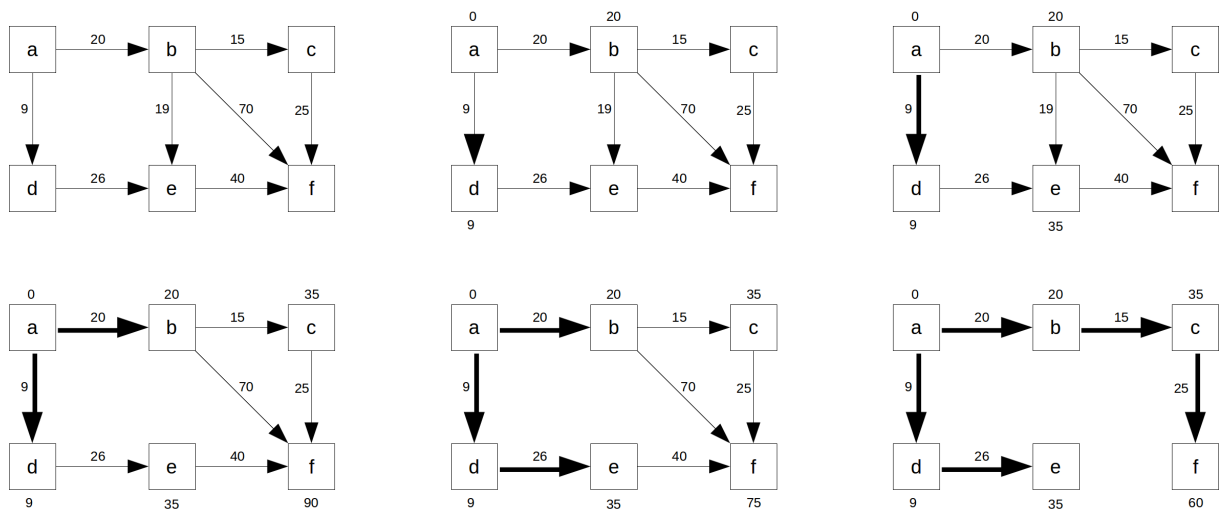 0 20 0 20
a 20 b 15 c a 20 b 15 c a 20 b 15 c
9 19 70 25 9 19 70 25 9 19 70 25
d 26 e 40 f d 26 e 40 f d 26 e 40 f
9 9 35
0 20 35 0 20 35 0 20 35
a 20 b 15 c a 20 b 15 c a 20 b 15 c
9 70 25 9 70 25 9 25
d 26 e 40 f d 26 e 40 f d 26 e f
9 35 90 9 35 75 9 35 60